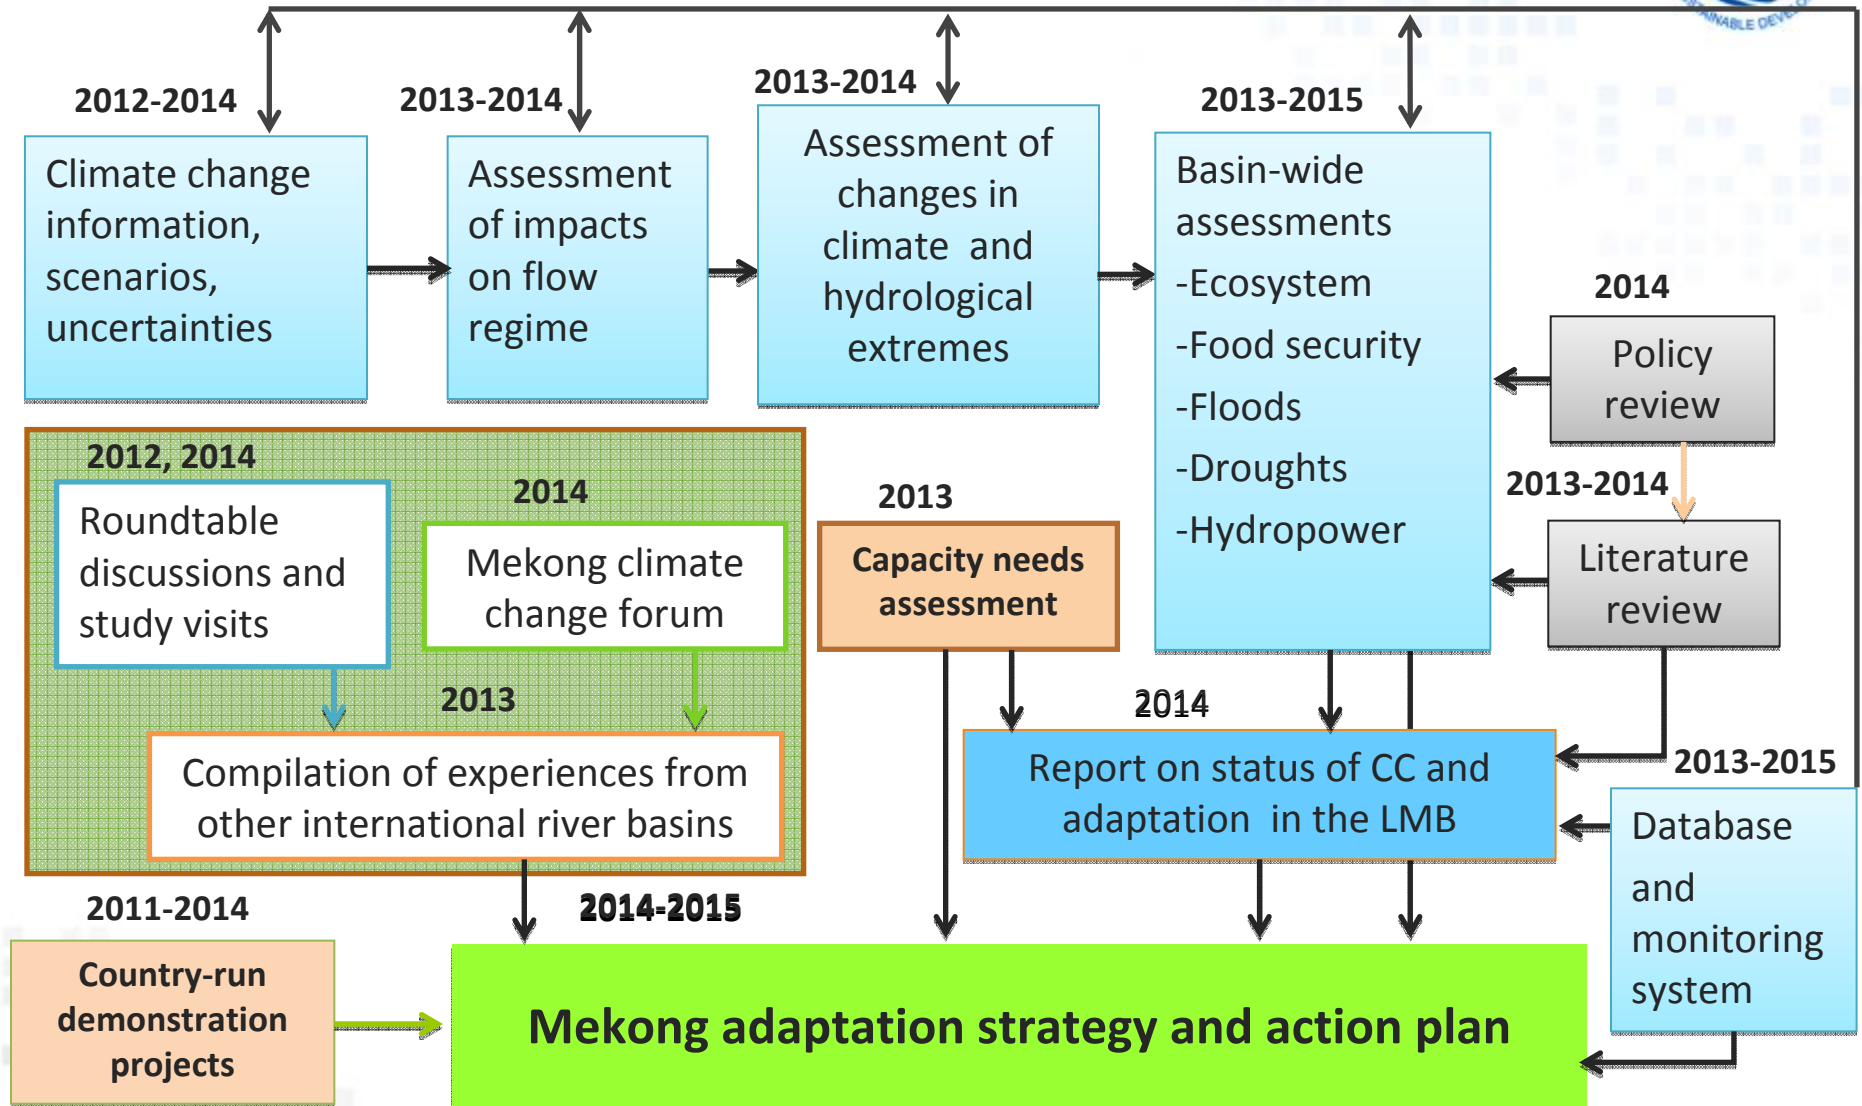 SUSTAINABLE
2012-2014
Climate change
information,
scenarios,
uncertainties
2013-2014
Assessment
of impacts
on flow
regime
2013-2014
Assessment of
changes in
climate and
hydrological
extremes
2013-2015
Basin-wide
assessments
-Ecosystem
-Food security
-Floods
-Droughts
-Hydropower
2014
Policy
review
2013-2014
Literature
review
2012, 2014
Roundtable
discussions and
study visits
2014
Mekong climate
change forum
2013
Compilation of experiences from
other international river basins
2013
Capacity needs
assessment
2014
Report on status of CC and
adaptation in the LMB
2013-2015
Database
and
monitoring
system
2011-2014
Country-run
demonstration
projects
2014-2015
Mekong adaptation strategy and action plan